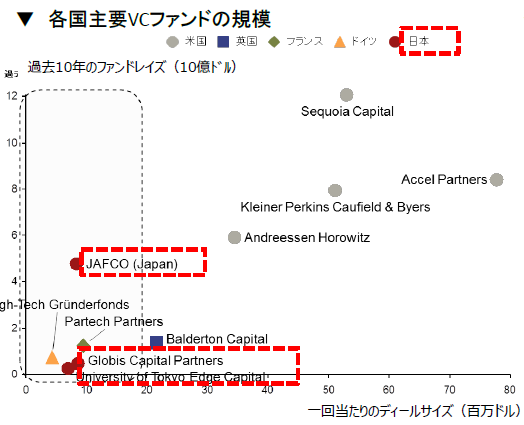 ▼ 各国主要VCファンドの規模
米国 英国 フランス ドイツ 日本
過去10年のファンドレイズ（10億ﾄﾞﾙ）
12
Sequoia Capital
10
Accel Partners
8
Kleiner Perkins Caufield & Byers
6
Andreessen Horowitz
JAFCO (Japan)
4
gh-Tech Gründerfonds
Partech Partners
2
Balderton Capital
Globis Capital Partners
University of Tokyo Edge Capital
0
0 10 20 30 40 50 60 70 80
一回当たりのディールサイズ（百万ドル）